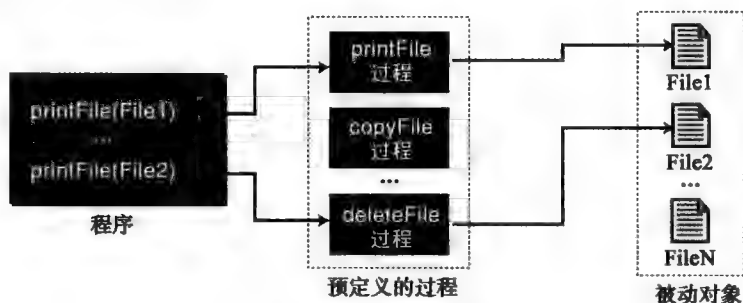 printFile(File1)
...
printFile(File2)
程序
printFile
过程
copyFile
过程
...
deleteFile
过程
预定义的过程
File1
File2
...
FileN
被动对象